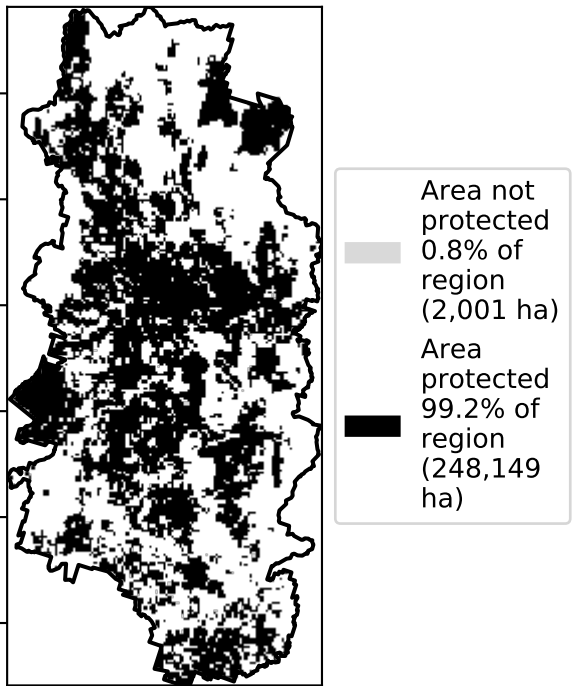 Area not
protected
0.8% of
region
(2,001 ha)
Area
protected
99.2% of
region
(248,149
ha)